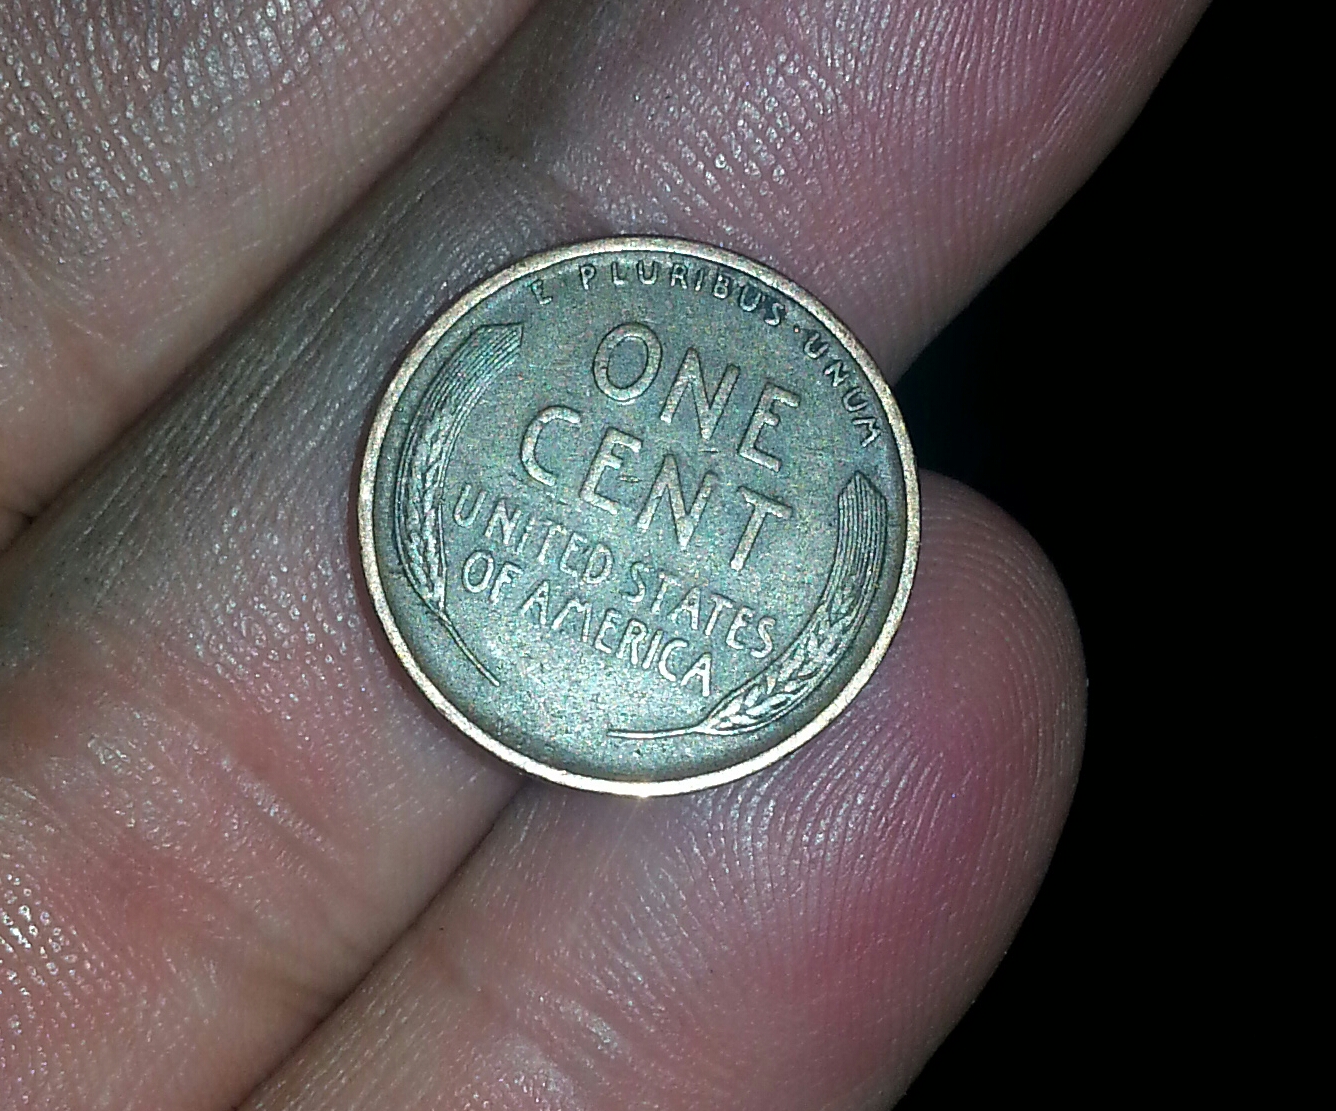 E · PLURIBUS · UNUM
ONE
CENT
UNITED STATES
OF AMERICA